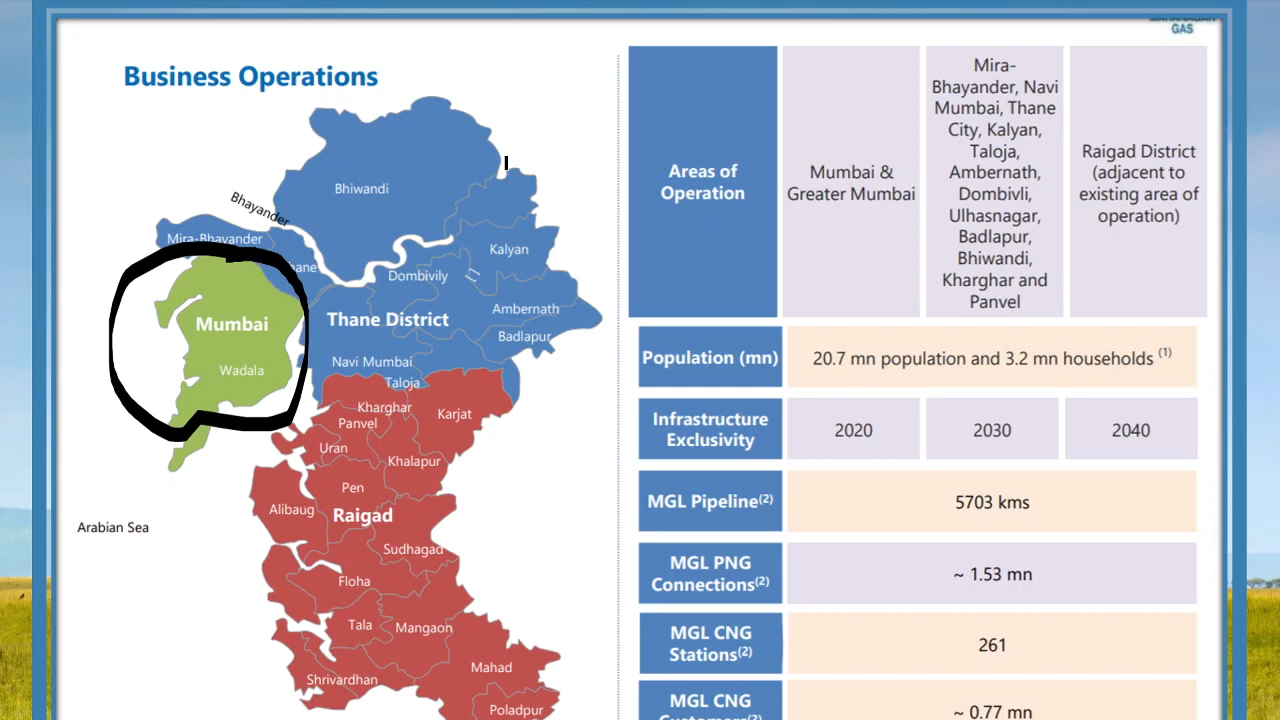 GAS
Business Operations
Bhiwandi
Bhayander
Mira-Bhayander
Kalyan
Dombivily
Ambernath
Mumbai
Thane District
Badlapur
Navi Mumbai
Wadala
Taloja
Kharghar
Karjat
Panvel
Uran
Khalapur
Pen
Alibaug
Raigad
Arabian Sea
Sudhagad
Floha
Tala
Mangaon
Mahad
Shrivardhan
Poladpur
Areas of
Operation
Mumbai &
Greater Mumbai
Mira-
Bhayander, Navi
Mumbai, Thane
City, Kalyan,
Taloja,
Ambernath,
Dombivli,
Ulhasnagar,
Badlapur,
Bhiwandi,
Kharghar and
Panvel
Raigad District
(adjacent to
existing area of
operation)
Population (mn)
20.7 mn population and 3.2 mn households (1)
Infrastructure
Exclusivity
2020
2030
2040
MGL Pipeline(2)
5703 kms
MGL PNG
Connections(2)
~ 1.53 mn
MGL CNG
Stations(2)
261
MGL CNG
~ 0.77 mn